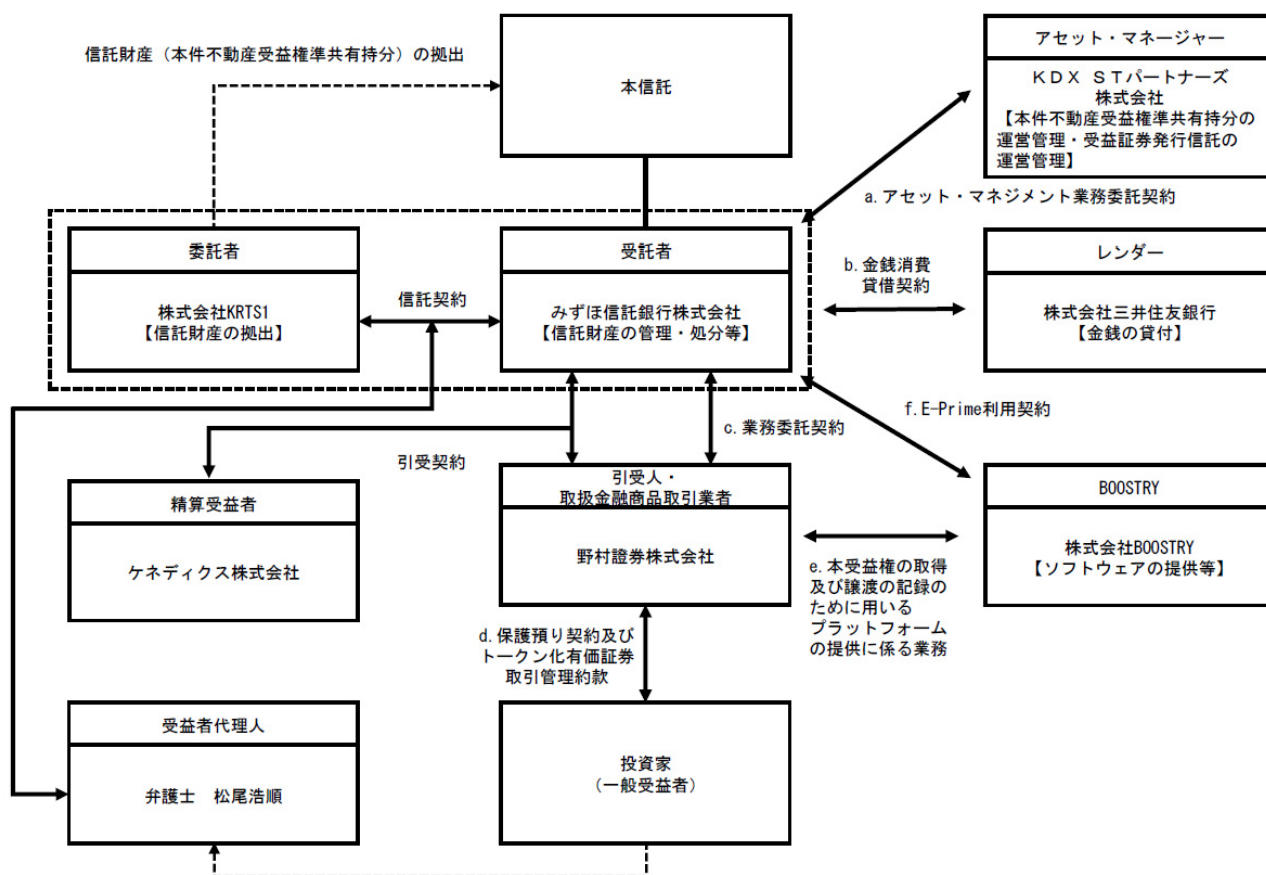 信託財産（本件不動産受益権準共有持分）の拠出
本信託
アセット・マネージャー
ＫＤＸ ＳＴパートナーズ
株式会社
【本件不動産受益権準共有持分の
運営管理・受益証券発行信託の
運営管理】
a.アセット・マネジメント業務委託契約
委託者
株式会社KRTS1
【信託財産の拠出】
信託契約
受託者
みずほ信託銀行株式会社
【信託財産の管理・処分等】
b.金銭消費
貸借契約
レンダー
株式会社三井住友銀行
【金銭の貸付】
f.E-Prime利用契約
c.業務委託契約
引受契約
精算受益者
ケネディクス株式会社
引受人・
取扱金融商品取引業者
野村證券株式会社
BOOSTRY
株式会社BOOSTRY
【ソフトウェアの提供等】
e.本受益権の取得
及び譲渡の記録の
ために用いる
プラットフォーム
の提供に係る業務
d.保護預り契約及び
トークン化有価証券
取引管理約款
受益者代理人
弁護士　松尾浩順
投資家
（一般受益者）